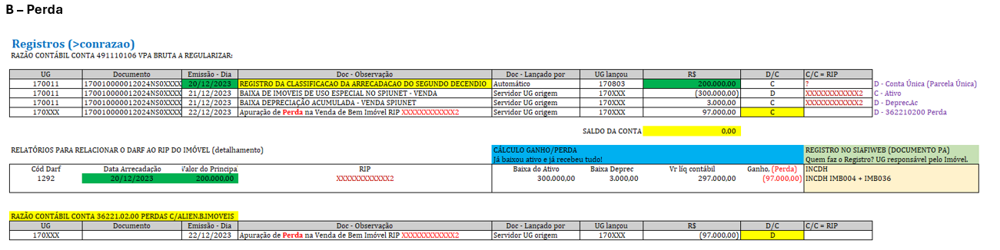 B – Perda
Registros (>conrazao)
RAZÃO CONTÁBIL CONTA 491110106 VPA BRUTA A REGULARIZAR:
UG Documento Emissão - Dia Doc - Observação Doc - Lançado por UG lançou R$ D/C C/C = RIP
170011 170010000012024NS0XXXX 20/12/2023 REGISTRO DA CLASSIFICACAO DA ARRECADACAO DO SEGUNDO DECENDIO Automático 170803 200.000,00 C ? D - Conta Única (Parcela Única)
170011 170010000012024NS0XXXX 21/12/2023 BAIXA DE IMOVEIS DE USO ESPECIAL NO SPIUNET - VENDA Servidor UG origem 170XXX (300.000,00) D XXXXXXXXXXXX2 C - Ativo
170011 170010000012024NS0XXXX 21/12/2023 BAIXA DEPRECIAÇÃO ACUMULADA - VENDA SPIUNET Servidor UG origem 170XXX 3.000,00 C XXXXXXXXXXXX2 D - Deprec.Ac
170XXX 170010000012024NS0XXXX 22/12/2023 Apuração de Perda na Venda de Bem Imóvel RIP XXXXXXXXXXXX2 Servidor UG origem 170XXX 97.000,00 C D - 362210200 Perda
SALDO DA CONTA 0,00
RELATÓRIOS PARA RELACIONAR O DARF AO RIP DO IMÓVEL (detalhamento) CÁLCULO GANHO/PERDA REGISTRO NO SIAFIWEB (DOCUMENTO PA)
Já baixou ativo e já recebeu tudo! Quem faz o Registro? UG responsável pelo Imóvel.
Cód Darf Data Arrecadação Valor do Principal RIP Baixa do Ativo Baixa Deprec Vr líq contábil Ganho. (Perda) INCDH
1292 20/12/2023 200.000,00 XXXXXXXXXXXX2 300.000,00 3.000,00 297.000,00 (97.000,00) INCDH IMB004 + IMB036
RAZÃO CONTÁBIL CONTA 36221.02.00 PERDAS C/ALIEN.B.IMOVEIS
UG Documento Emissão - Dia Doc - Observação Doc - Lançado por UG lançou R$ D/C C/C = RIP
170XXX 22/12/2023 Apuração de Perda na Venda de Bem Imóvel RIP XXXXXXXXXXXX2 Servidor UG origem 170XXX (97.000,00) D